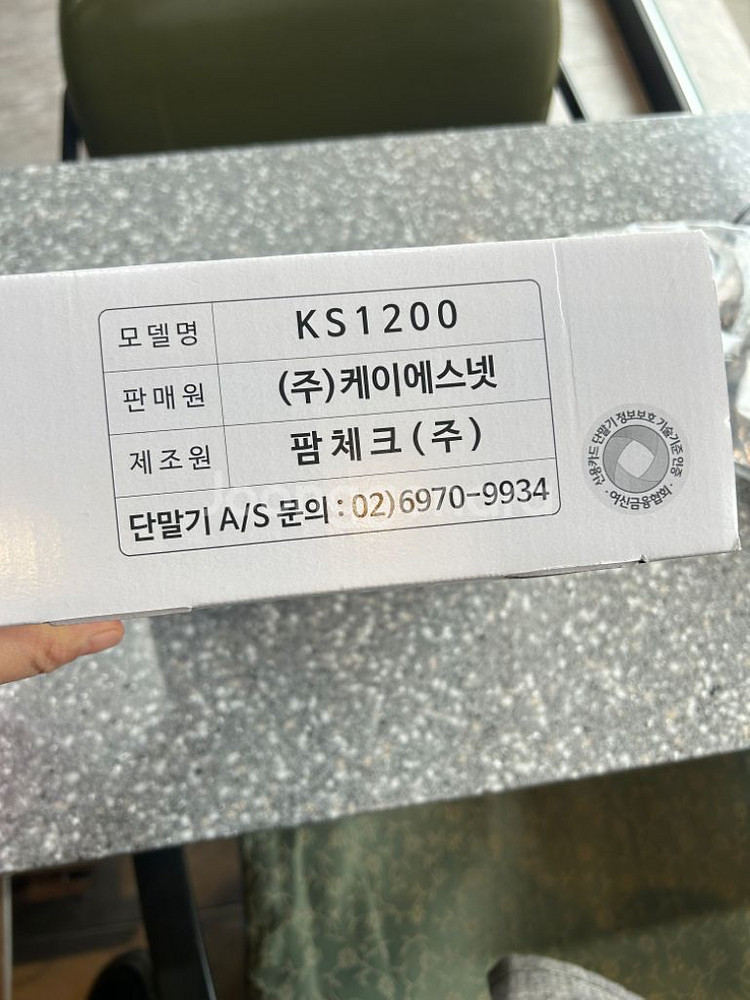 모델명 KS1200
판매원 (주)케이에스넷
제조원 팜체크(주)
단말기 A/S 문의 : 02)6970-9934
신용카드 단말기 정보보호 기술기준 인증
· 여신금융협회 ·